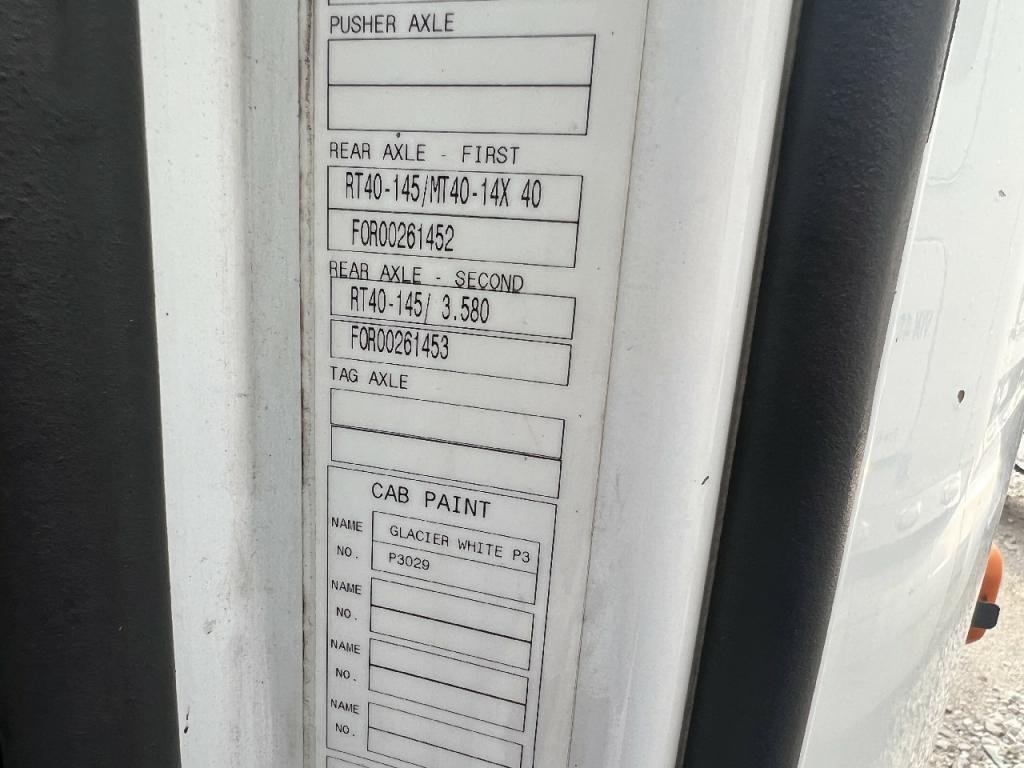 PUSHER AXLE
REAR AXLE - FIRST
RT40-145/MT40-14X 40
FOR00261452
REAR AXLE - SECOND
RT40-145/ 3.580
FOR00261453
TAG AXLE
CAB PAINT
NAME GLACIER WHITE P3
NO. P3029
NAME
NO.
NAME
NO.
NAME
NO.